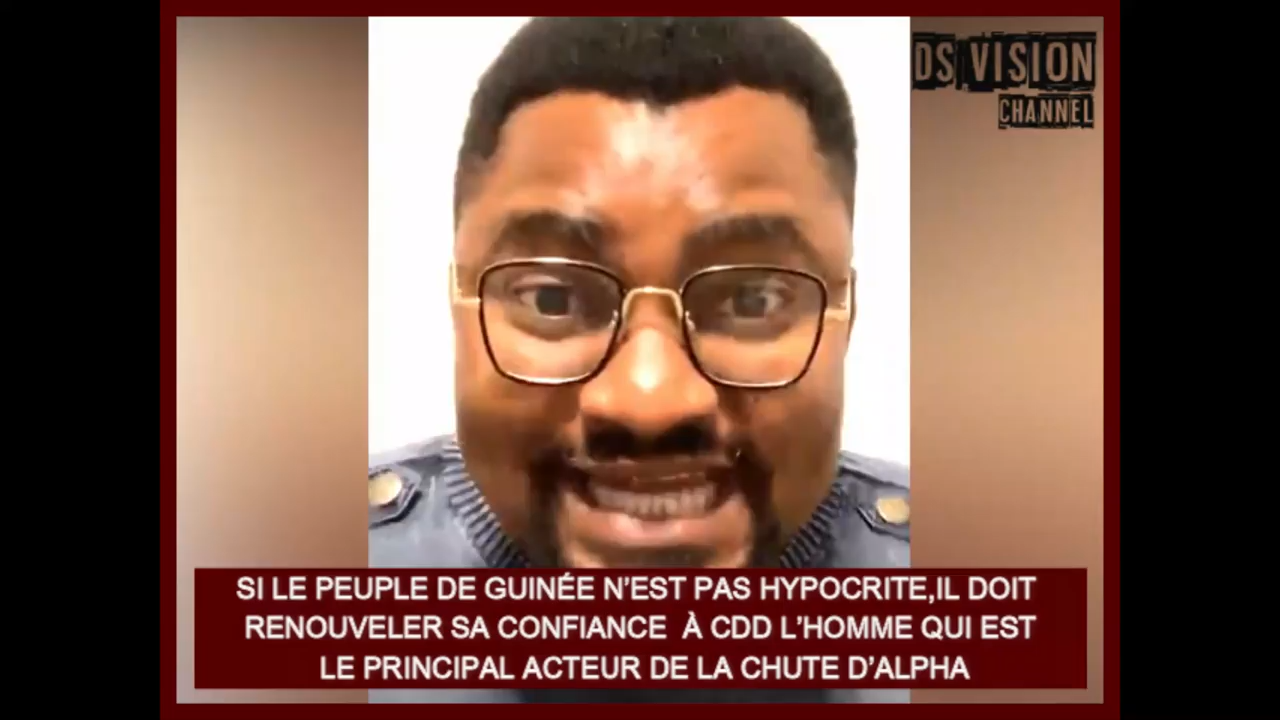 DS VISION
CHANNEL
SI LE PEUPLE DE GUINÉE N'EST PAS HYPOCRITE,IL DOIT
RENOUVELER SA CONFIANCE À CDD L'HOMME QUI EST
LE PRINCIPAL ACTEUR DE LA CHUTE D'ALPHA